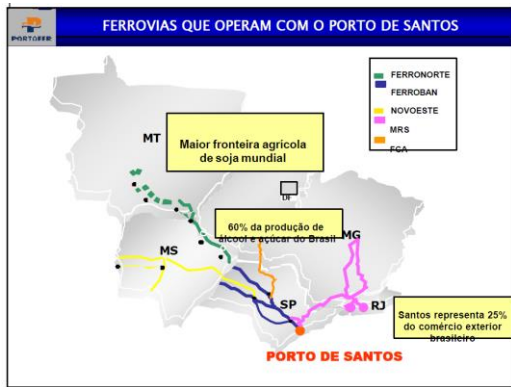 PORTOFER
FERROVIAS QUE OPERAM COM O PORTO DE SANTOS
FERRONORTE
FERROBAN
NOVOESTE
MRS
FCA
MT
Maior fronteira agrícola
de soja mundial
DF
60% da produção de
álcool e açúcar do Brasil
MG
MS
SP
RJ
Santos representa 25%
do comércio exterior
brasileiro
PORTO DE SANTOS